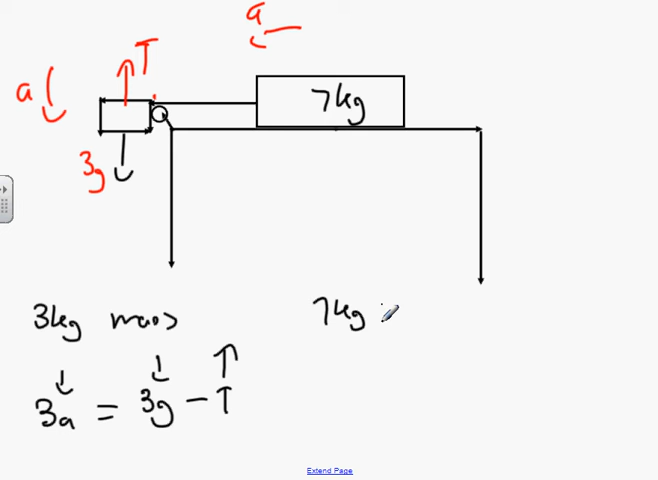 a
T
a
7kg
3g
3kg mass
7kg
3a = 3g - T
Extend Page